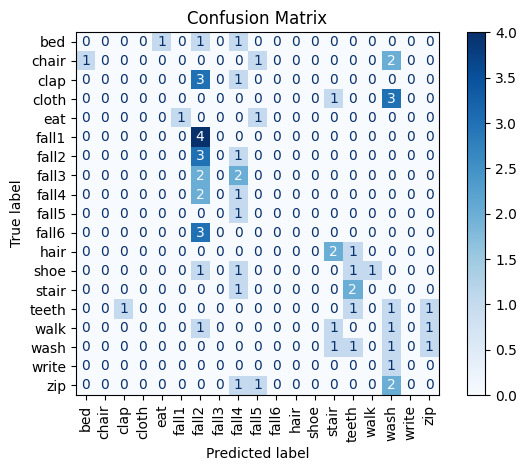 Confusion Matrix
True label
bed 0 0 0 0 1 0 1 0 1 0 0 0 0 0 0 0 0 0 0
chair 1 0 0 0 0 0 0 0 0 1 0 0 0 0 0 0 2 0 0
clap 0 0 0 0 0 0 3 0 1 0 0 0 0 0 0 0 0 0 0
cloth 0 0 0 0 0 0 0 0 0 0 0 0 0 1 0 0 3 0 0
eat 0 0 0 0 0 1 0 0 0 1 0 0 0 0 0 0 0 0 0
fall1 0 0 0 0 0 0 4 0 0 0 0 0 0 0 0 0 0 0 0
fall2 0 0 0 0 0 0 3 0 1 0 0 0 0 0 0 0 0 0 0
fall3 0 0 0 0 0 0 2 0 2 0 0 0 0 0 0 0 0 0 0
fall4 0 0 0 0 0 0 2 0 1 0 0 0 0 0 0 0 0 0 0
fall5 0 0 0 0 0 0 0 0 1 0 0 0 0 0 0 0 0 0 0
fall6 0 0 0 0 0 0 3 0 0 0 0 0 0 0 0 0 0 0 0
hair 0 0 0 0 0 0 0 0 0 0 0 0 0 2 1 0 0 0 0
shoe 0 0 0 0 0 0 1 0 1 0 0 0 0 0 1 1 0 0 0
stair 0 0 0 0 0 0 0 0 1 0 0 0 0 0 2 0 0 0 0
teeth 0 0 1 0 0 0 0 0 0 0 0 0 0 0 1 0 1 0 1
walk 0 0 0 0 0 0 1 0 0 0 0 0 0 1 0 0 1 0 1
wash 0 0 0 0 0 0 0 0 0 0 0 0 0 1 1 0 1 0 1
write 0 0 0 0 0 0 0 0 0 0 0 0 0 0 0 0 1 0 0
zip 0 0 0 0 0 0 0 0 1 1 0 0 0 0 0 0 2 0 0
bed chair clap cloth eat fall1 fall2 fall3 fall4 fall5 fall6 hair shoe stair teeth walk wash write zip
Predicted label
4.0
3.5
3.0
2.5
2.0
1.5
1.0
0.5
0.0